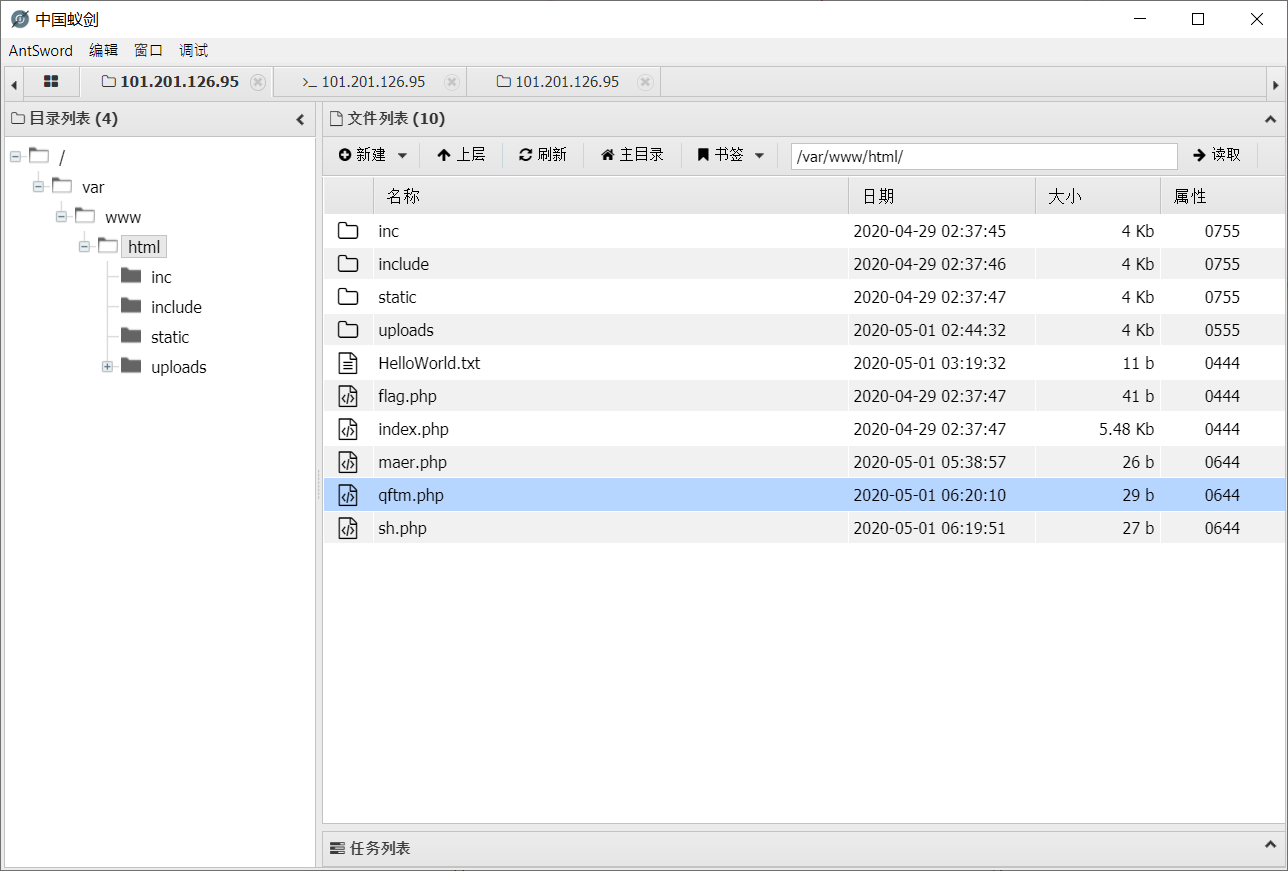 中国蚁剑
AntSword 编辑 窗口 调试
101.201.126.95 >_ 101.201.126.95 101.201.126.95
目录列表 (4)
/
var
www
html
inc
include
static
uploads
文件列表 (10)
新建 上层 刷新 主目录 书签 /var/www/html/ 读取
名称 日期 大小 属性
inc 2020-04-29 02:37:45 4 Kb 0755
include 2020-04-29 02:37:46 4 Kb 0755
static 2020-04-29 02:37:47 4 Kb 0755
uploads 2020-05-01 02:44:32 4 Kb 0555
HelloWorld.txt 2020-05-01 03:19:32 11 b 0444
flag.php 2020-04-29 02:37:47 41 b 0444
index.php 2020-04-29 02:37:47 5.48 Kb 0444
maer.php 2020-05-01 05:38:57 26 b 0644
qftm.php 2020-05-01 06:20:10 29 b 0644
sh.php 2020-05-01 06:19:51 27 b 0644
任务列表